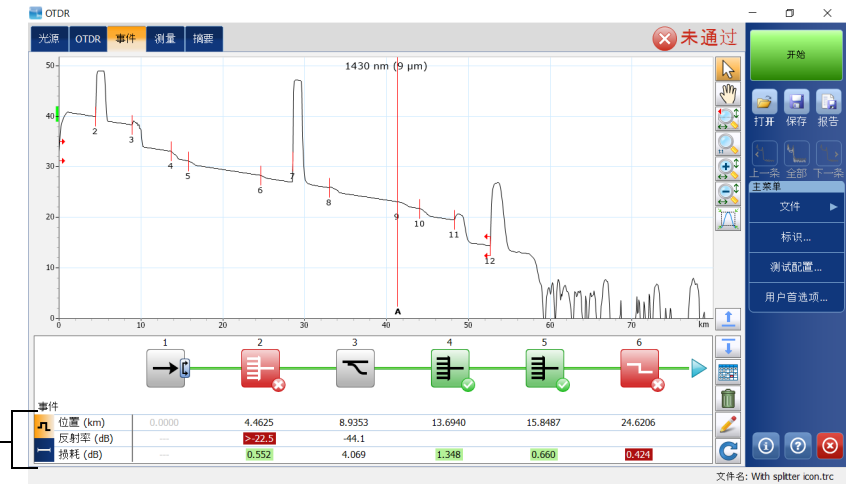 OTDR
光源 OTDR 事件 测量 摘要
未通过
开始
1430 nm (9 µm)
50
40
30
20
10
0
2
3
4
5
6
7
8
9
10
11
12
A
0 10 20 30 40 50 60 70 km
打开 保存 报告
上一条 全部 下一条
主菜单
文件
标识...
测试配置...
用户首选项...
1 2 3 4 5 6
事件
位置 (km) 0.0000 4.4625 8.9353 13.6940 15.8487 24.6206
反射率 (dB) --- >-22.5 -44.1
损耗 (dB) --- 0.552 4.069 1.348 0.660 0.424
文件名: With splitter icon.trc